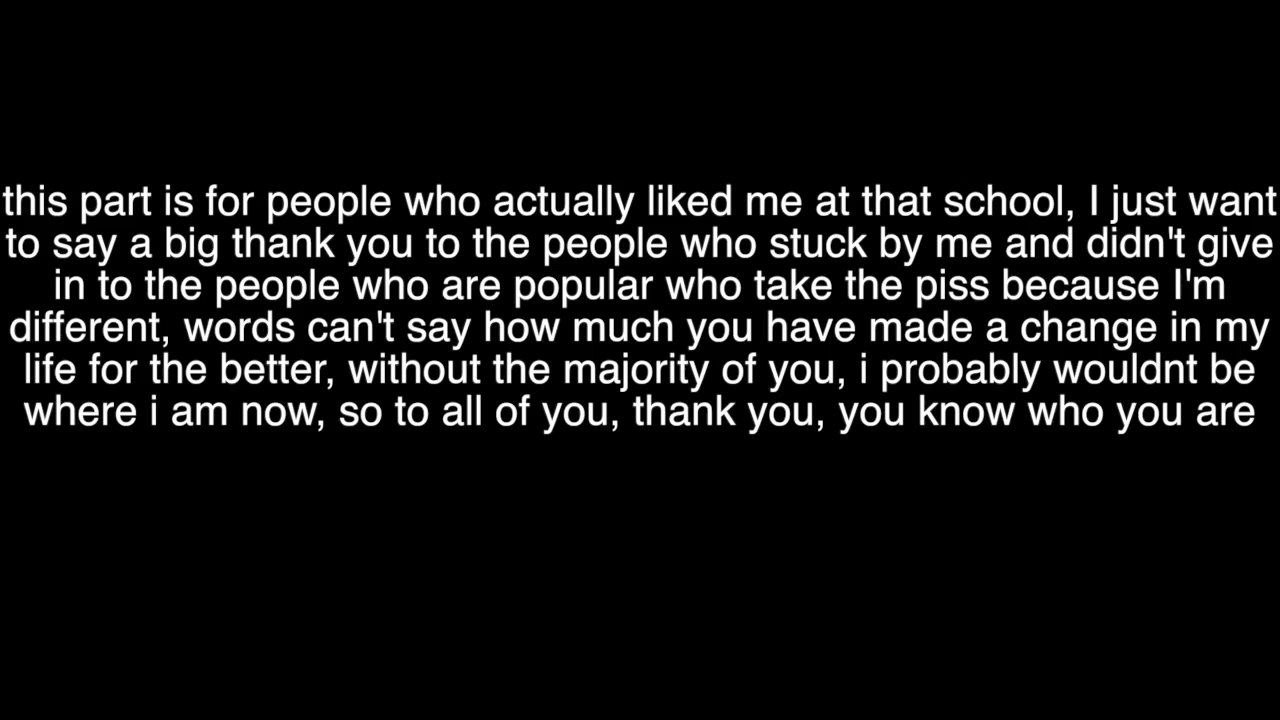 this part is for people who actually liked me at that school, I just want
to say a big thank you to the people who stuck by me and didn't give
in to the people who are popular who take the piss because I'm
different, words can't say how much you have made a change in my
life for the better, without the majority of you, i probably wouldnt be
where i am now, so to all of you, thank you, you know who you are